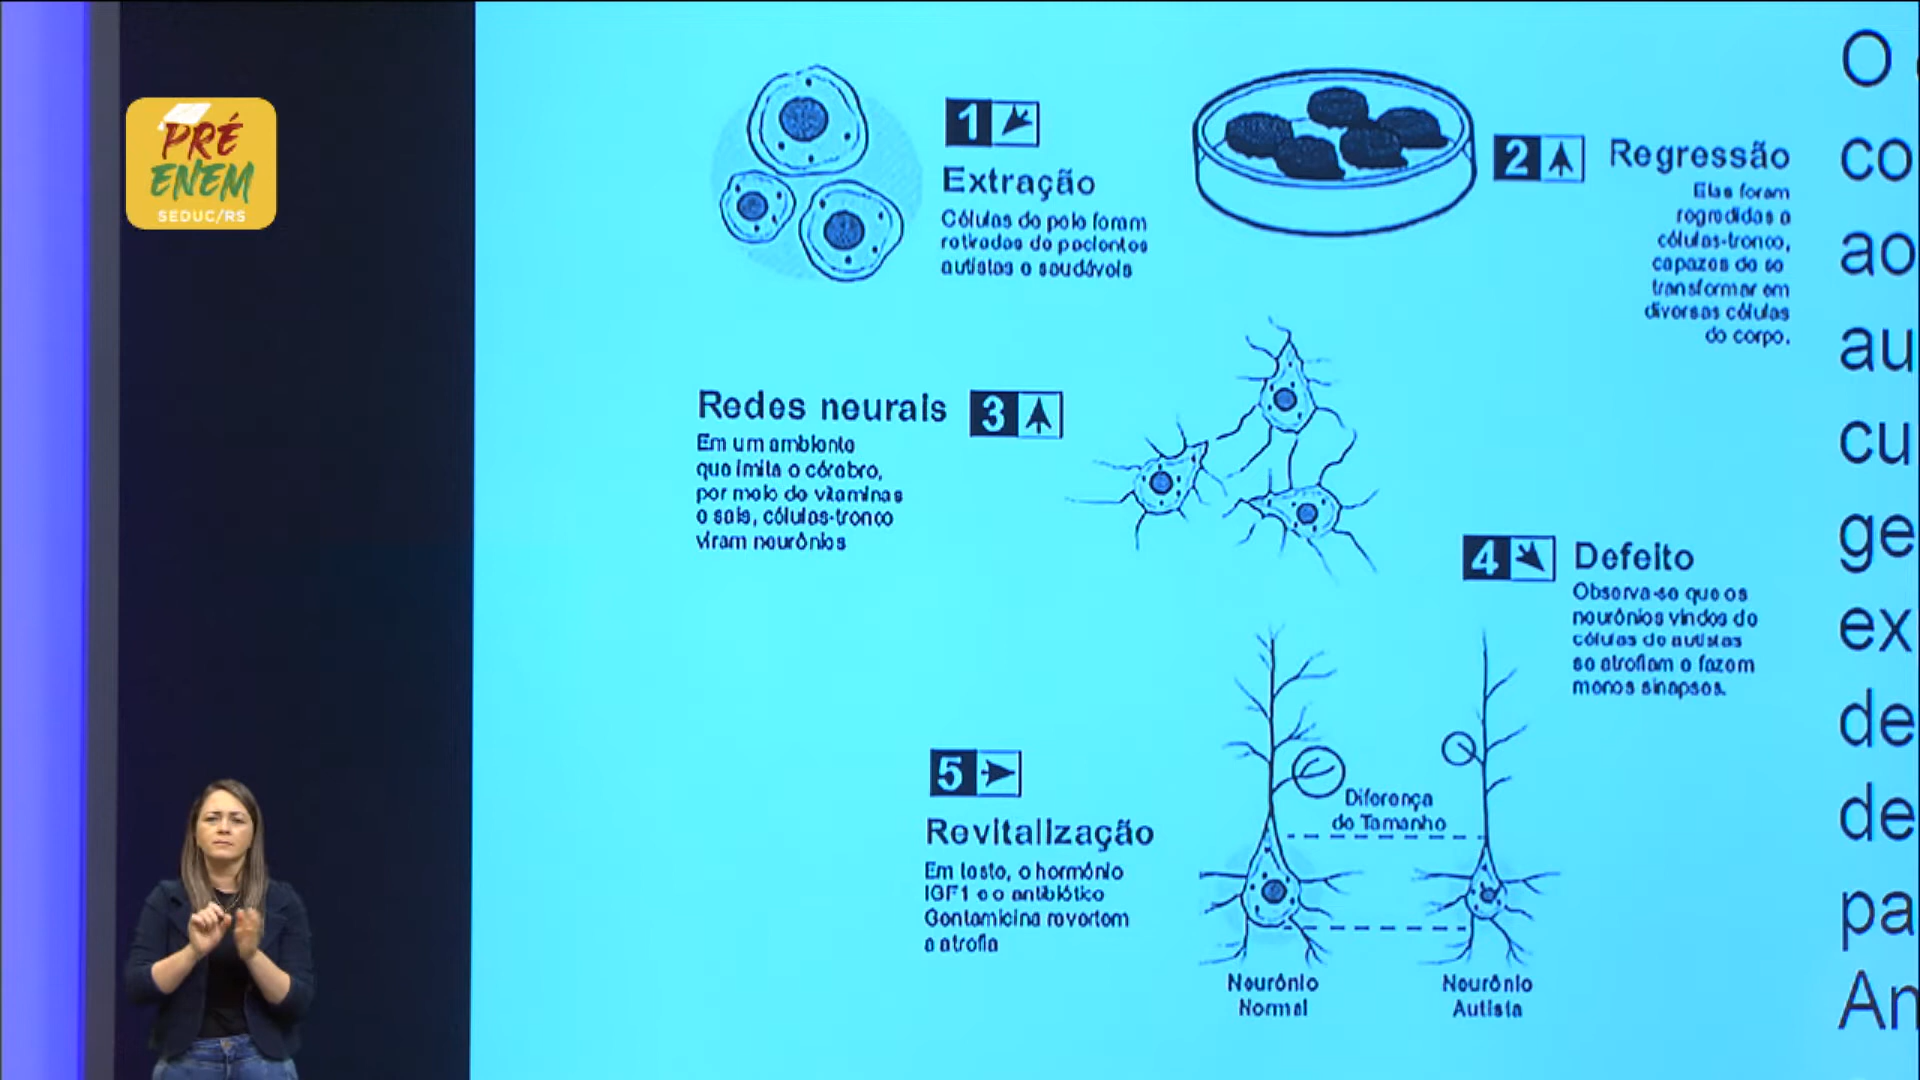 PRÉ
ENEM
SEDUC/RS
1
Extração
Células de pele foram
retiradas de pacientes
autistas e saudáveis
2
Regressão
Elas foram
regredidas a
células-tronco,
capazes de se
transformar em
diversas células
do corpo.
Redes neurais
3
Em um ambiente
que imita o cérebro,
por meio de vitaminas
e sais, células-tronco
viram neurônios
4
Defeito
Observa-se que os
neurônios vindos de
células de autistas
se atrofiam e fazem
menos sinapses.
5
Revitalização
Em teste, o hormônio
IGF1 e o antibiótico
Gentamicina revertem
a atrofia
Diferença
de Tamanho
Neurônio
Normal
Neurônio
Autista
O
co
ao
au
cu
ge
ex
de
de
pa
An